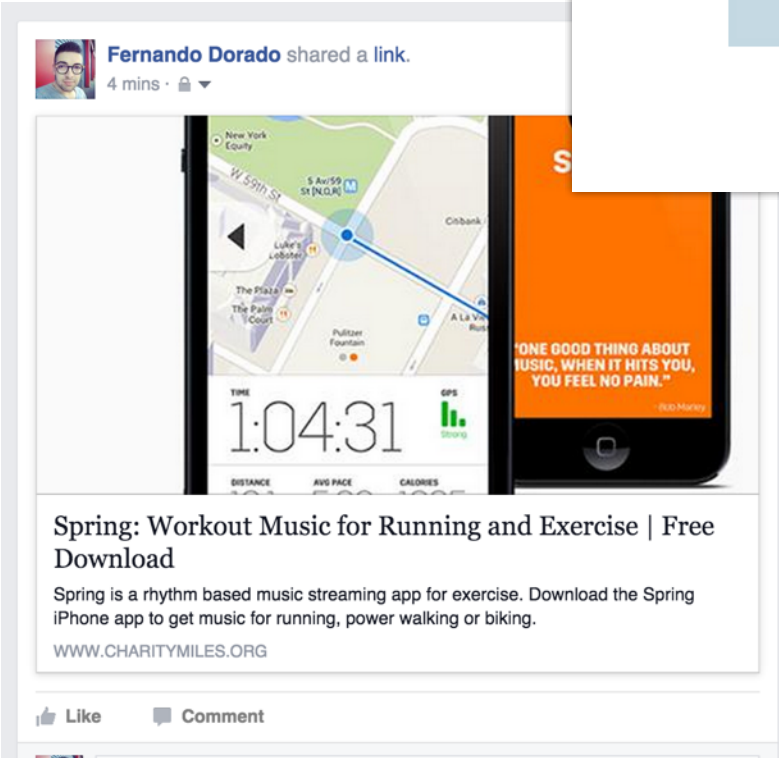 Fernando Dorado shared a link.
4 mins ·
New York
Equity
W 59th St
5 Av/59
St [N,Q,R]
M
Citibank
Luke's
Lobster
The Plaza
The Palm
Court
A La Vie
Pulitzer
Fountain
S
"ONE GOOD THING ABOUT
MUSIC, WHEN IT HITS YOU,
YOU FEEL NO PAIN."
- Bob Marley
TIME
GPS
1:04:31
Strong
DISTANCE AVG PACE CALORIES
Spring: Workout Music for Running and Exercise | Free
Download
Spring is a rhythm based music streaming app for exercise. Download the Spring
iPhone app to get music for running, power walking or biking.
WWW.CHARITYMILES.ORG
Like Comment